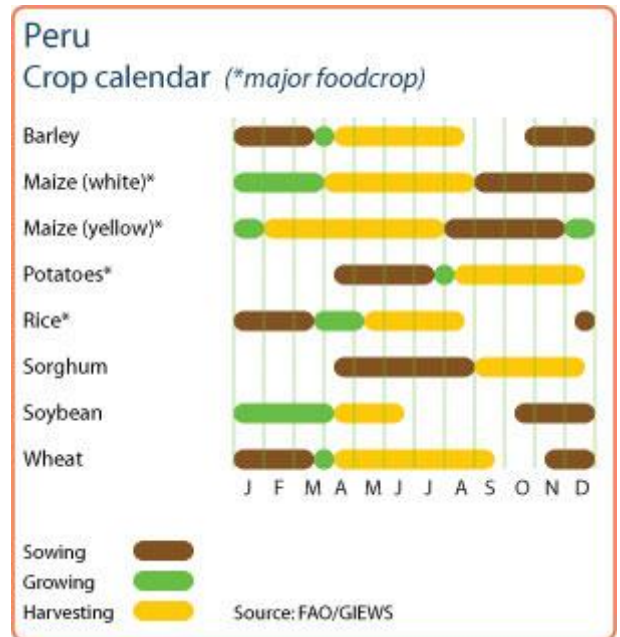 Peru
Crop calendar (*major foodcrop)
Barley
Maize (white)*
Maize (yellow)*
Potatoes*
Rice*
Sorghum
Soybean
Wheat
J F M A M J J A S O N D
Sowing
Growing
Harvesting Source: FAO/GIEWS